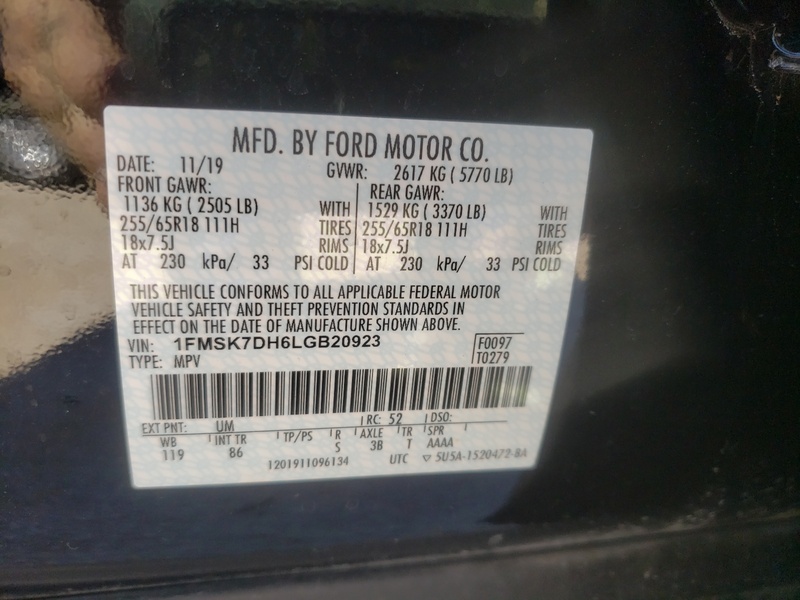 MFD. BY FORD MOTOR CO.
DATE: 11/19 GVWR: 2617 KG ( 5770 LB)
FRONT GAWR: REAR GAWR:
1136 KG ( 2505 LB) WITH 1529 KG ( 3370 LB) WITH
255/65R18 111H TIRES 255/65R18 111H TIRES
18x7.5J RIMS 18x7.5J RIMS
AT 230 kPa/ 33 PSI COLD AT 230 kPa/ 33 PSI COLD
THIS VEHICLE CONFORMS TO ALL APPLICABLE FEDERAL MOTOR
VEHICLE SAFETY AND THEFT PREVENTION STANDARDS IN
EFFECT ON THE DATE OF MANUFACTURE SHOWN ABOVE.
VIN: 1FMSK7DH6LGB20923 F0097
TYPE: MPV T0279
EXT PNT: UM RC: 52 DSO:
WB INT TR TP/PS R AXLE TR SPR
119 86 S 3B T AAAA
1201911096134 UTC ▽ 5U5A-1520472-BA